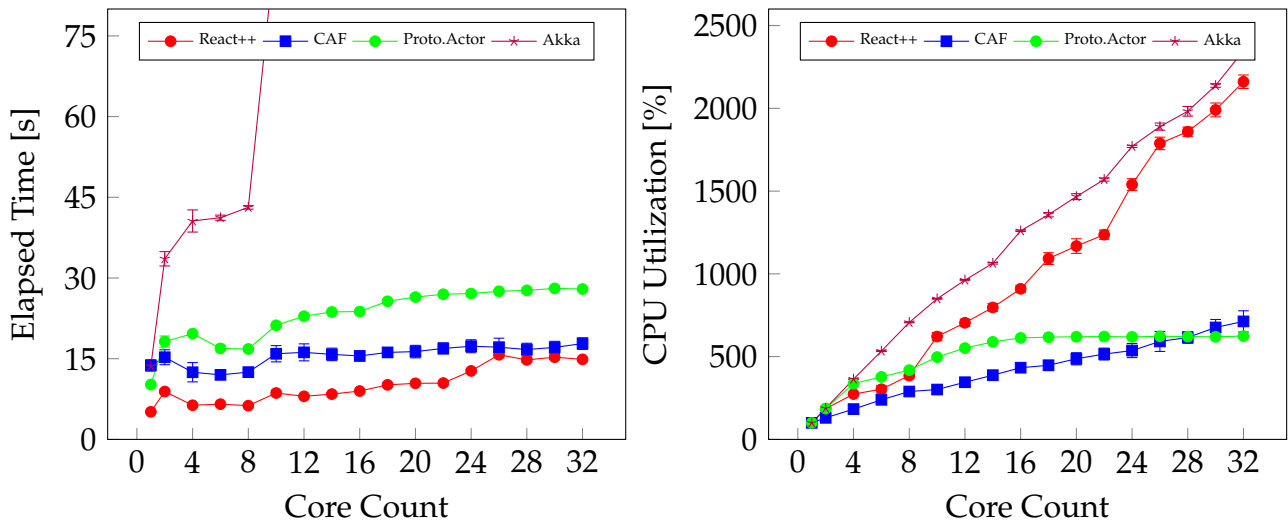 React++ CAF Proto.Actor Akka
75
60
45
30
15
0
Elapsed Time [s]
0 4 8 12 16 20 24 28 32
Core Count
React++ CAF Proto.Actor Akka
2500
2000
1500
1000
500
0
CPU Utilization [%]
0 4 8 12 16 20 24 28 32
Core Count